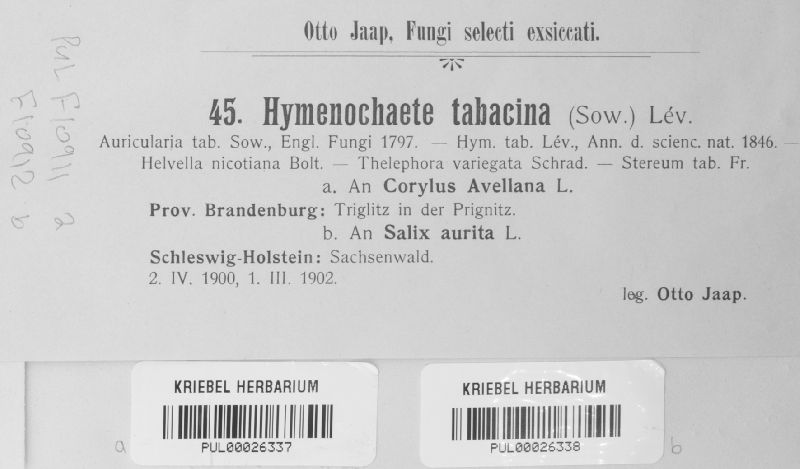 Otto Jaap, Fungi selecti exsiccati.
45. Hymenochaete tabacina (Sow.) Lév.
Auricularia tab. Sow., Engl. Fungi 1797. — Hym. tab. Lév., Ann. d. scienc. nat. 1846. —
Helvella nicotiana Bolt. — Thelephora variegata Schrad. — Stereum tab. Fr.
a. An Corylus Avellana L.
Prov. Brandenburg: Triglitz in der Prignitz.
b. An Salix aurita L.
Schleswig-Holstein: Sachsenwald.
2. IV. 1900, 1. III. 1902.
leg. Otto Jaap.
PUL F10911 a
F10912 b
KRIEBEL HERBARIUM
a PUL00026337
KRIEBEL HERBARIUM
PUL00026338 b